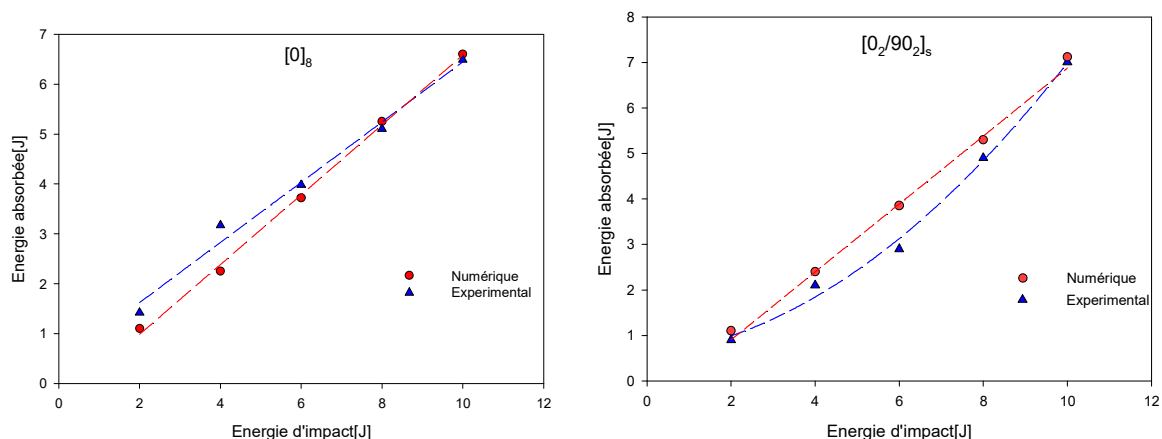 [0]8
Energie absorbée[J]
7
6
5
4
3
2
1
0
Numérique
Experimental
0 2 4 6 8 10 12
Energie d'impact[J]
[02/902]s
Energie absorbée[J]
8
7
6
5
4
3
2
1
0
Numérique
Experimental
0 2 4 6 8 10 12
Energie d'impact[J]